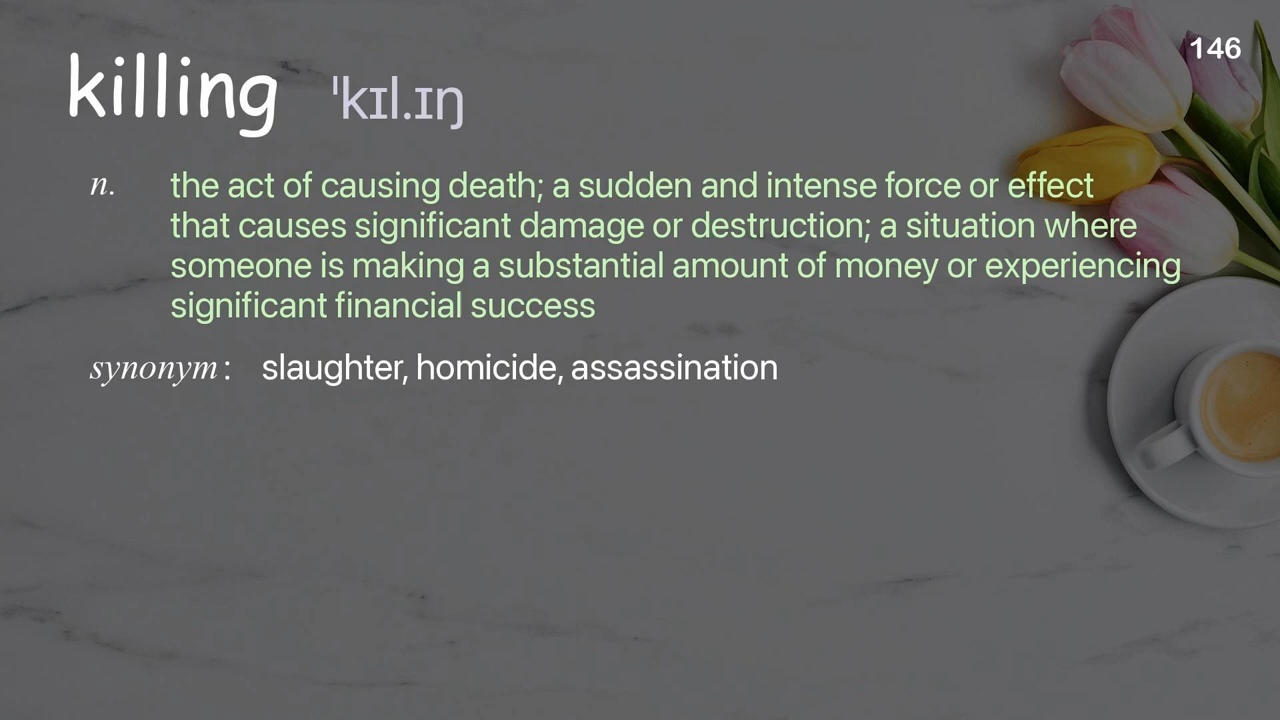 146
killing ˈkɪl.ɪŋ
n. the act of causing death; a sudden and intense force or effect
that causes significant damage or destruction; a situation where
someone is making a substantial amount of money or experiencing
significant financial success
synonym: slaughter, homicide, assassination